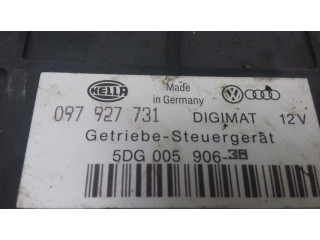 HELLA
Made
in Germany
097 927 731 DIGIMAT 12V
Getriebe-Steuergerät
5DG 005 906-38